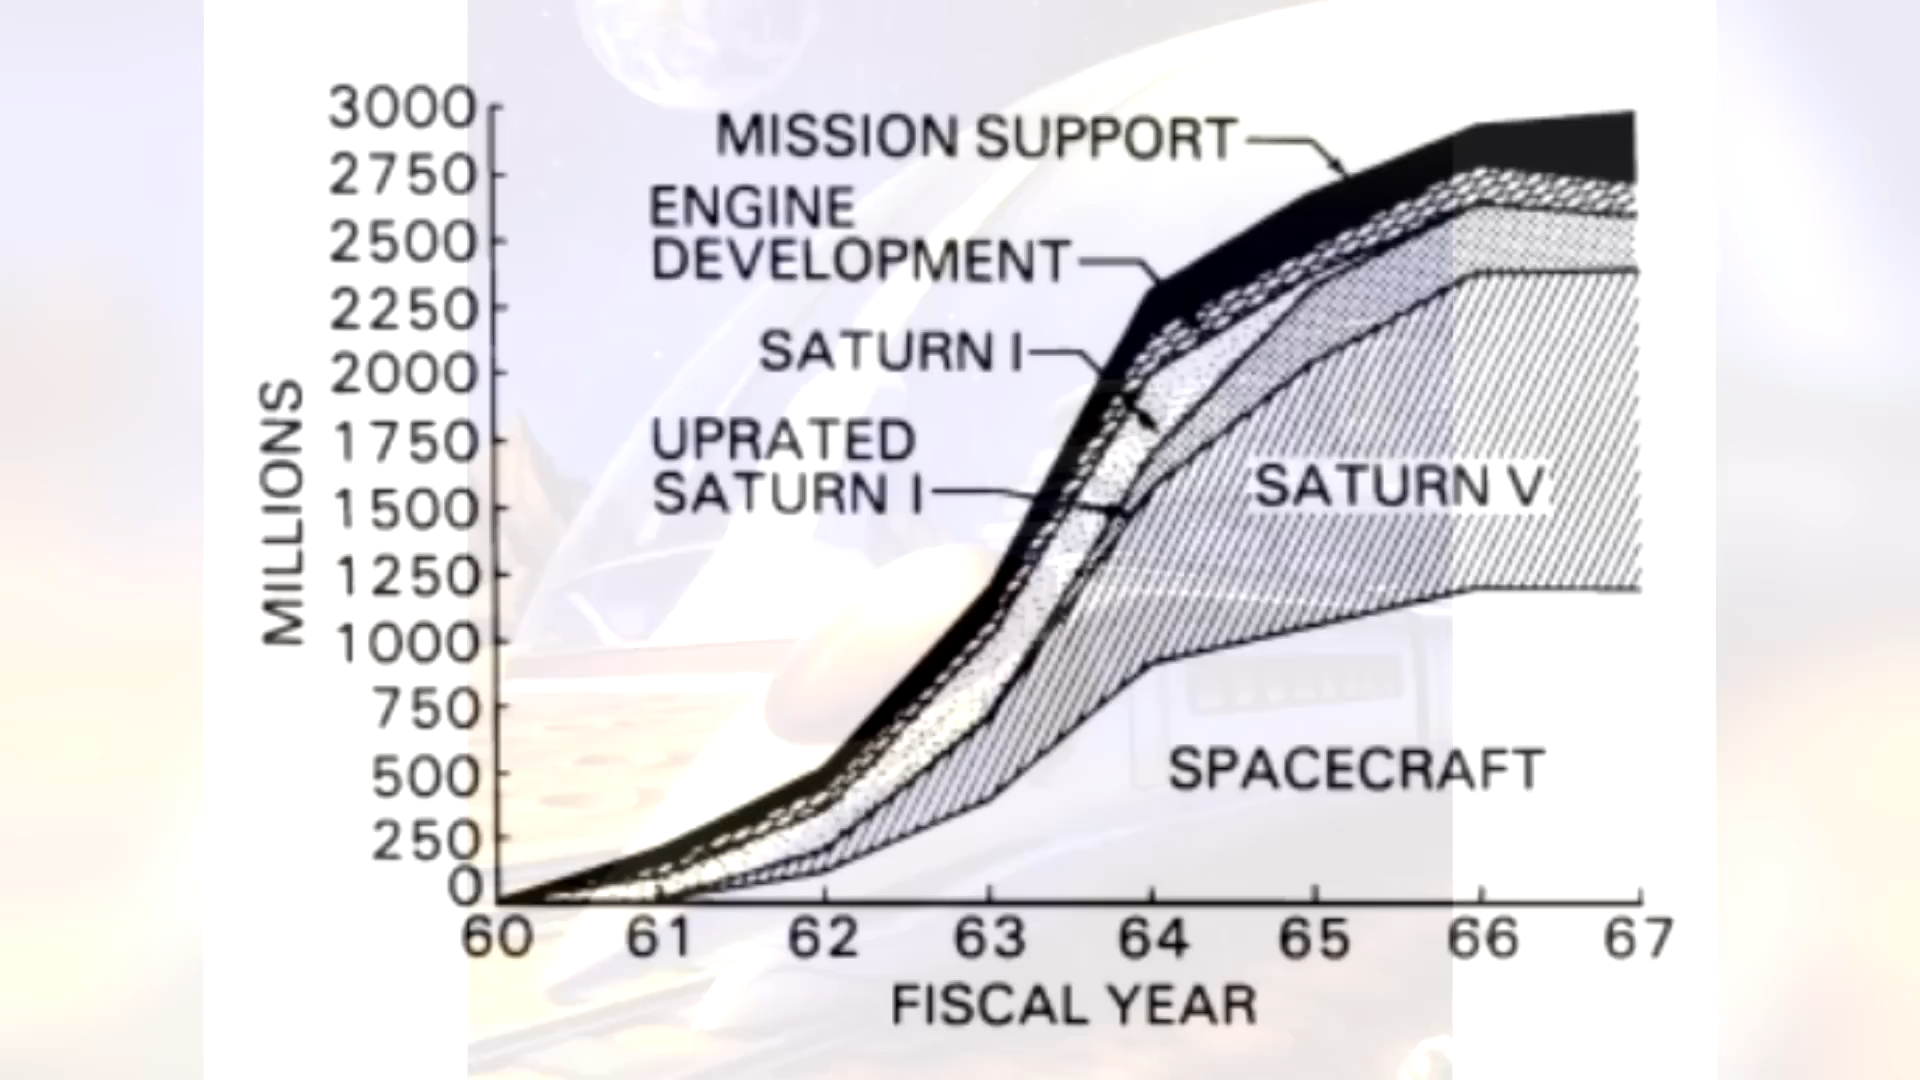 3000
MISSION SUPPORT
2750
ENGINE
DEVELOPMENT
2500
2250
SATURN I
2000
MILLIONS
1750
UPRATED
SATURN I
1500
SATURN V
1250
1000
750
SPACECRAFT
500
250
0
60 61 62 63 64 65 66 67
FISCAL YEAR